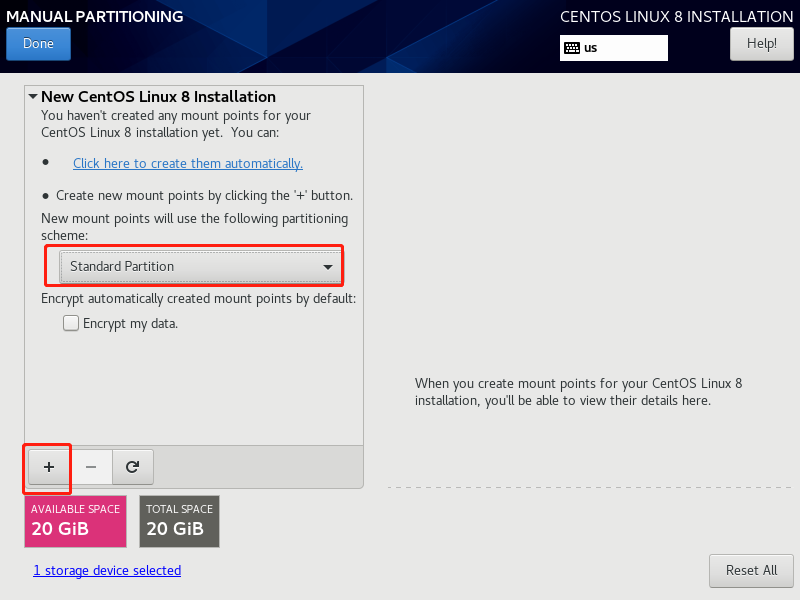 MANUAL PARTITIONING
CENTOS LINUX 8 INSTALLATION
Done
us
Help!
New CentOS Linux 8 Installation
You haven't created any mount points for your
CentOS Linux 8 installation yet. You can:
• Click here to create them automatically.
• Create new mount points by clicking the '+' button.
New mount points will use the following partitioning
scheme:
Standard Partition
Encrypt automatically created mount points by default:
Encrypt my data.
When you create mount points for your CentOS Linux 8
installation, you'll be able to view their details here.
+ −
AVAILABLE SPACE
20 GiB
TOTAL SPACE
20 GiB
1 storage device selected
Reset All